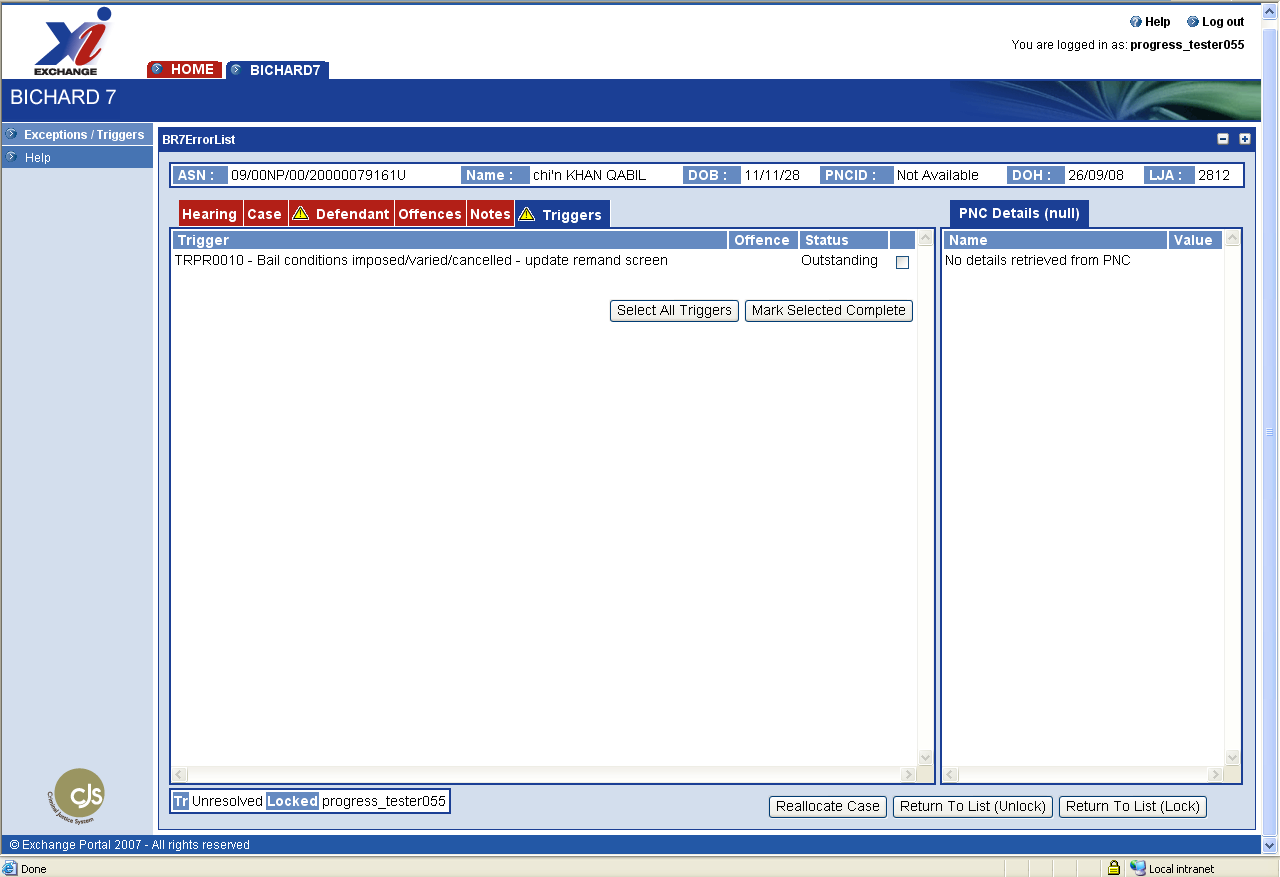 EXCHANGE
Help Log out
You are logged in as: progress_tester055
HOME BICHARD7
BICHARD 7
Exceptions / Triggers
Help
BR7ErrorList
ASN : 09/00NP/00/20000079161U Name : chi'n KHAN QABIL DOB : 11/11/28 PNCID : Not Available DOH : 26/09/08 LJA : 2812
Hearing Case Defendant Offences Notes Triggers PNC Details (null)
Trigger Offence Status Name Value
TRPR0010 - Bail conditions imposed/varied/cancelled - update remand screen Outstanding No details retrieved from PNC
Select All Triggers Mark Selected Complete
cjs
Criminal Justice System
Tr Unresolved Locked progress_tester055
Reallocate Case Return To List (Unlock) Return To List (Lock)
© Exchange Portal 2007 - All rights reserved
Done Local intranet